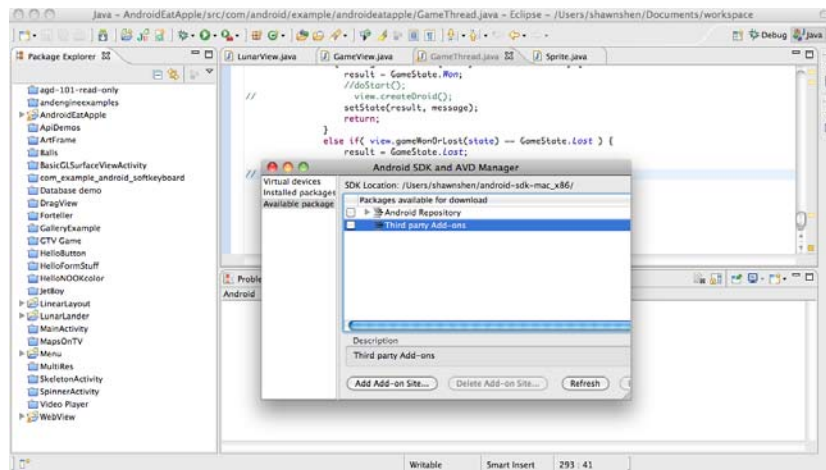 Java - AndroidEatApple/src/com/android/example/androideatapple/GameThread.java - Eclipse - /Users/shawnshen/Documents/workspace
Debug Java
Package Explorer
LunarView.java GameView.java GameThread.java Sprite.java
agd-101-read-only
andengineexamples
AndroidEatApple
ApiDemos
ArtFrame
Balls
BasicGLSurfaceViewActivity
com_example_android_softkeyboard
Database demo
DragView
Forteller
GalleryExample
GTV Game
HelloButton
HelloFormStuff
HelloNOOKcolor
JetBoy
LinearLayout
LunarLander
MainActivity
MapsOnTV
Menu
MultiRes
SkeletonActivity
SpinnerActivity
Video Player
WebView
result = GameState.Won;
//doStart();
// view.createDroid();
setState(result, message);
return;
}
else if( view.gameWonOrLost(state) == GameState.Lost ) {
result = GameState.Lost;
//
Android SDK and AVD Manager
Virtual devices
Installed packages
Available package
SDK Location: /Users/shawnshen/android-sdk-mac_x86/
Packages available for download
Android Repository
Third party Add-ons
Description
Third party Add-ons
Add Add-on Site... Delete Add-on Site... Refresh
Proble
Android
Writable Smart Insert 293 : 41